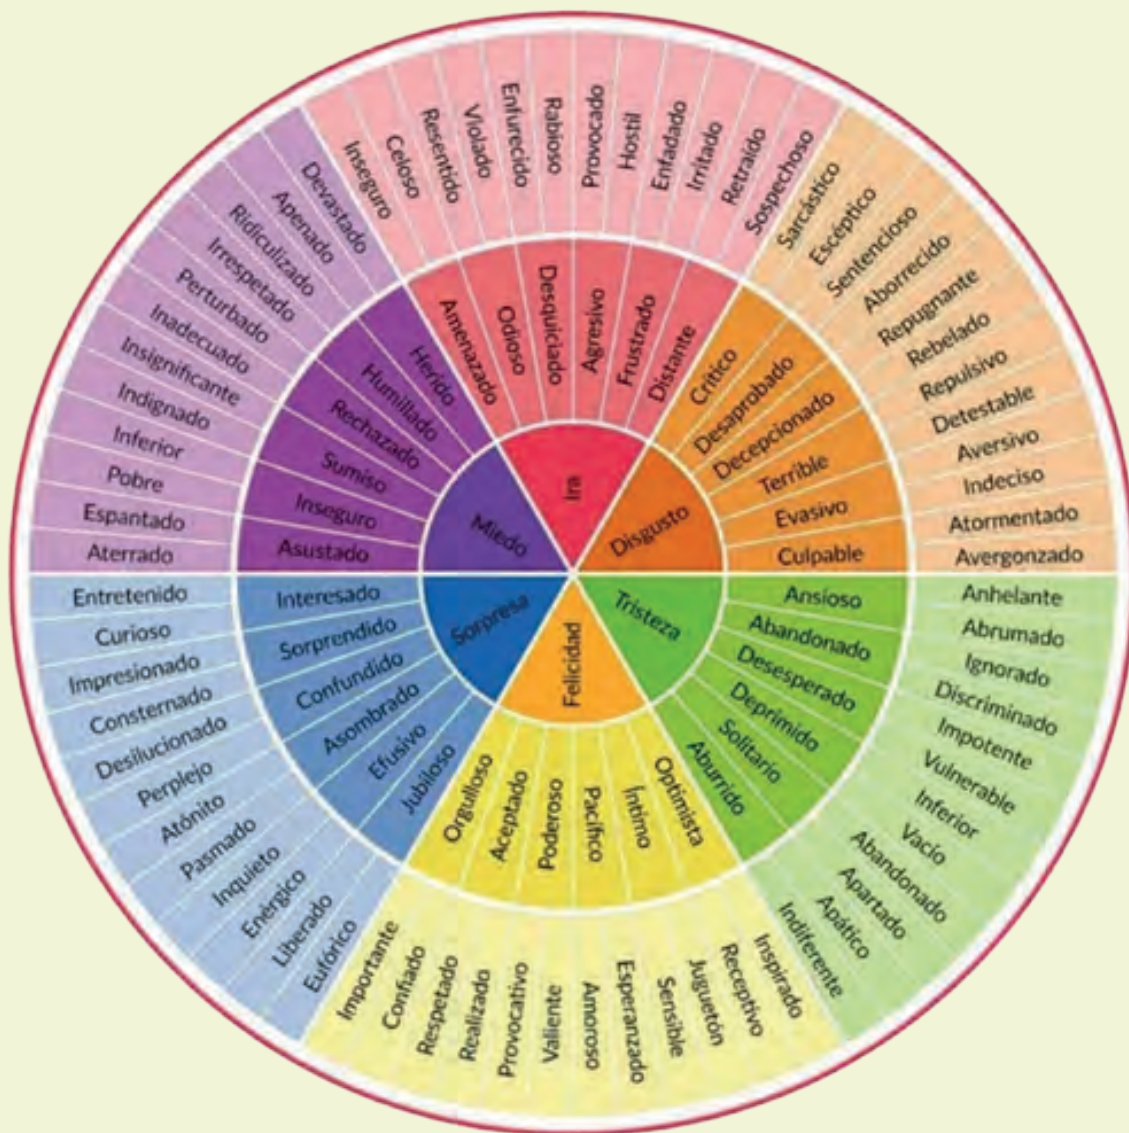 Ira
Disgusto
Tristeza
Felicidad
Sorpresa
Miedo
Amenazado
Odioso
Desquiciado
Agresivo
Frustrado
Distante
Crítico
Desaprobado
Decepcionado
Terrible
Evasivo
Culpable
Ansioso
Abandonado
Desesperado
Deprimido
Solitario
Aburrido
Optimista
Íntimo
Pacífico
Poderoso
Aceptado
Orgulloso
Jubiloso
Efusivo
Asombrado
Confundido
Sorprendido
Interesado
Asustado
Inseguro
Sumiso
Rechazado
Humillado
Herido
Inseguro
Celoso
Resentido
Violado
Enfurecido
Rabioso
Provocado
Hostil
Enfadado
Irritado
Retraído
Sospechoso
Sarcástico
Escéptico
Sentencioso
Aborrecido
Repugnante
Rebelado
Repulsivo
Detestable
Aversivo
Indeciso
Atormentado
Avergonzado
Anhelante
Abrumado
Ignorado
Discriminado
Impotente
Vulnerable
Inferior
Vacío
Abandonado
Apartado
Apático
Indiferente
Inspirado
Receptivo
Juguetón
Sensible
Esperanzado
Amoroso
Valiente
Provocativo
Realizado
Respetado
Confiado
Importante
Eufórico
Liberado
Enérgico
Inquieto
Pasmado
Atónito
Perplejo
Desilucionado
Consternado
Impresionado
Curioso
Entretenido
Aterrado
Espantado
Pobre
Inferior
Indignado
Insignificante
Inadecuado
Perturbado
Irrespetado
Ridiculizado
Apenado
Devastado